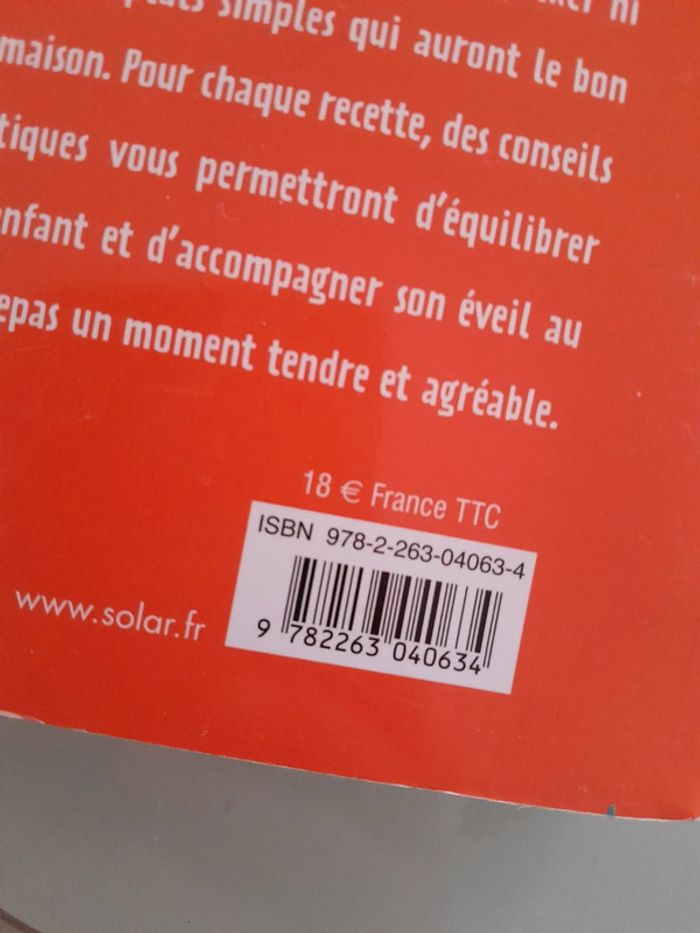 simples qui auront le bon
maison. Pour chaque recette, des conseils
tiques vous permettront d'équilibrer
nfant et d'accompagner son éveil au
epas un moment tendre et agréable.
18 € France TTC
ISBN 978-2-263-04063-4
www.solar.fr
9 782263 040634